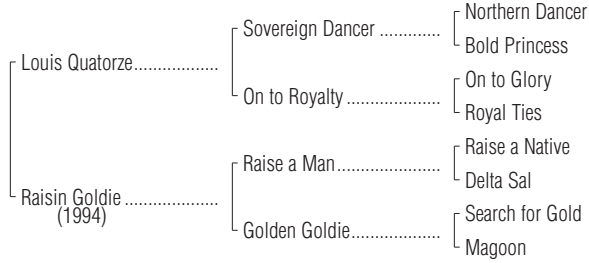 Northern Dancer
Sovereign Dancer .............
Bold Princess
Louis Quatorze..................
On to Glory
On to Royalty ....................
Royal Ties
Raise a Native
Raise a Man......................
Delta Sal
Raisin Goldie ....................
(1994)
Search for Gold
Golden Goldie...................
Magoon